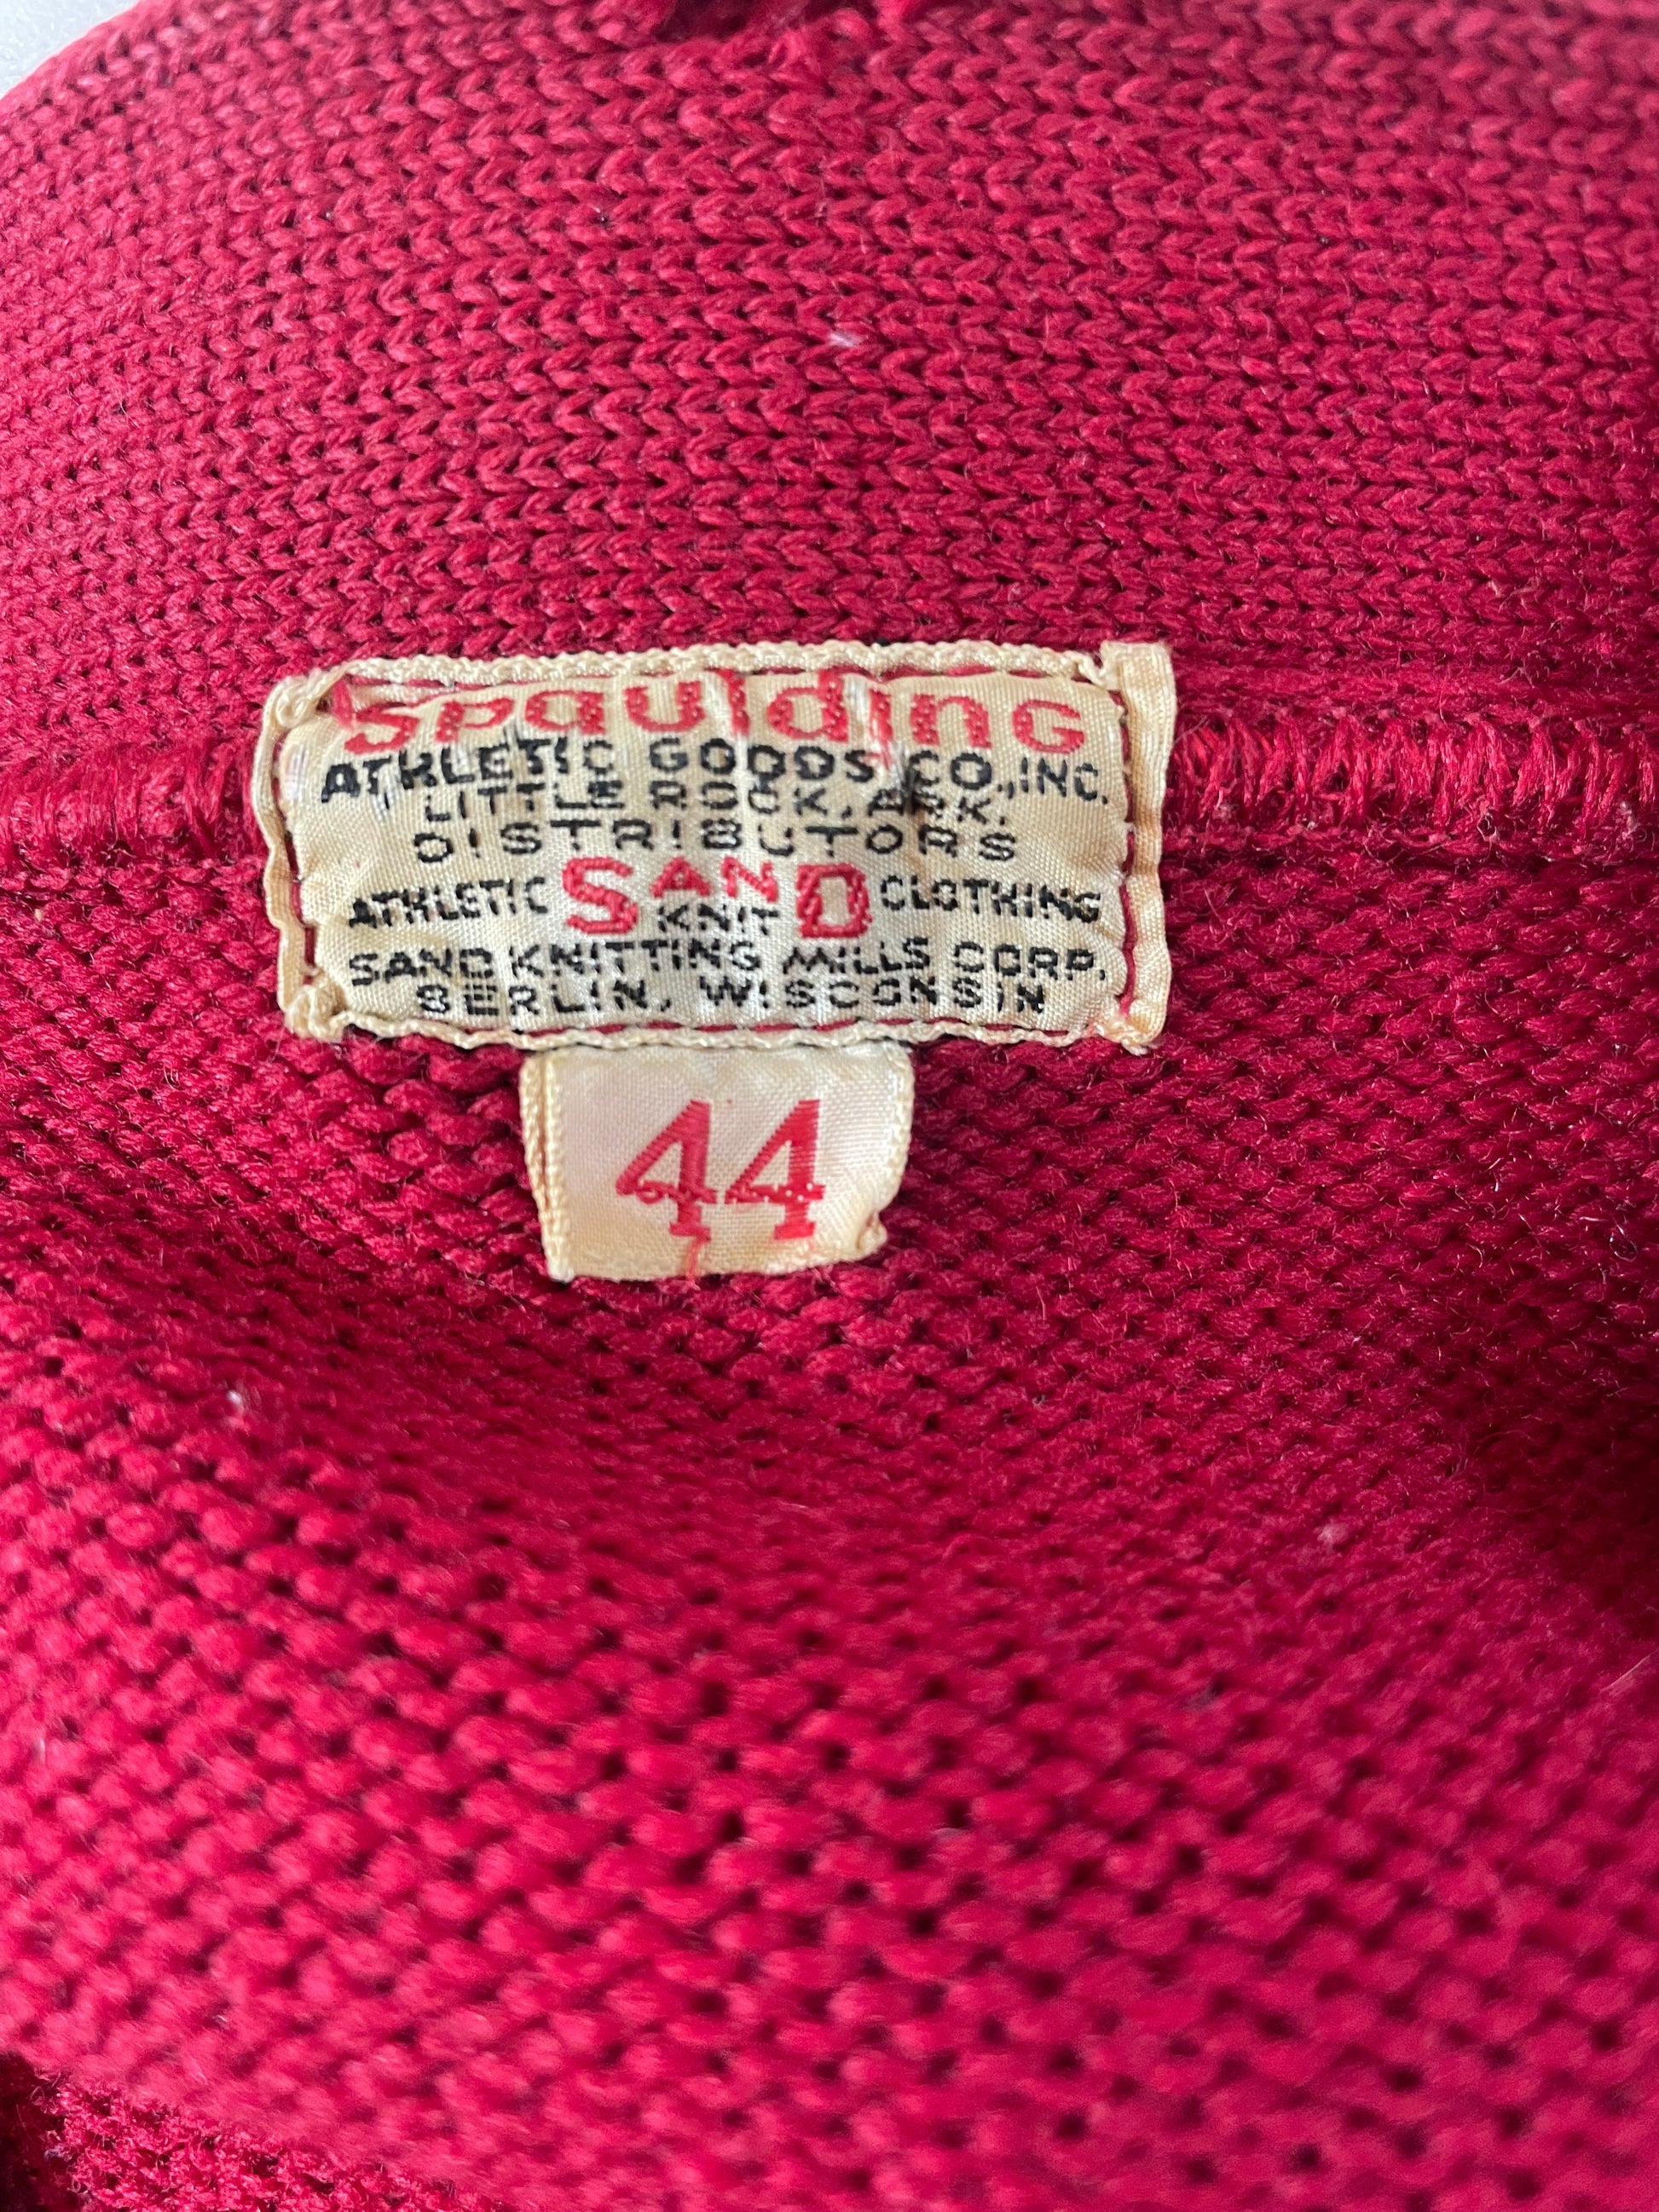 Spaulding
ATHLETIC GOODS CO., INC.
LITTLE ROCK, ARK.
DISTRIBUTORS
ATHLETIC SAND KNIT CLOTHING
SAND KNITTING MILLS CORP.
BERLIN, WISCONSIN
44